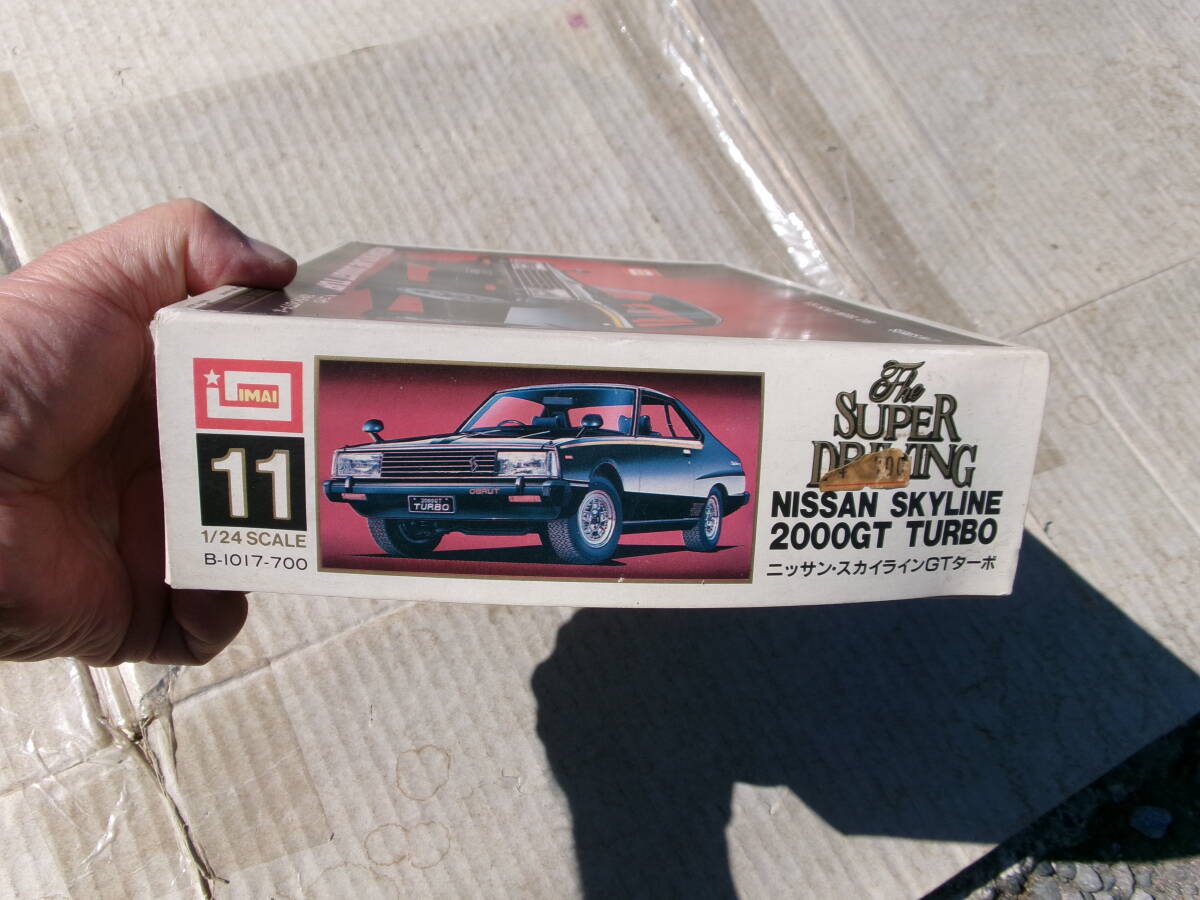 IMAI
11
1/24 SCALE
B-1017-700
2000GT
TURBO
The
SUPER
DRIVING
NISSAN SKYLINE
2000GT TURBO
ニッサン・スカイラインGTターボ